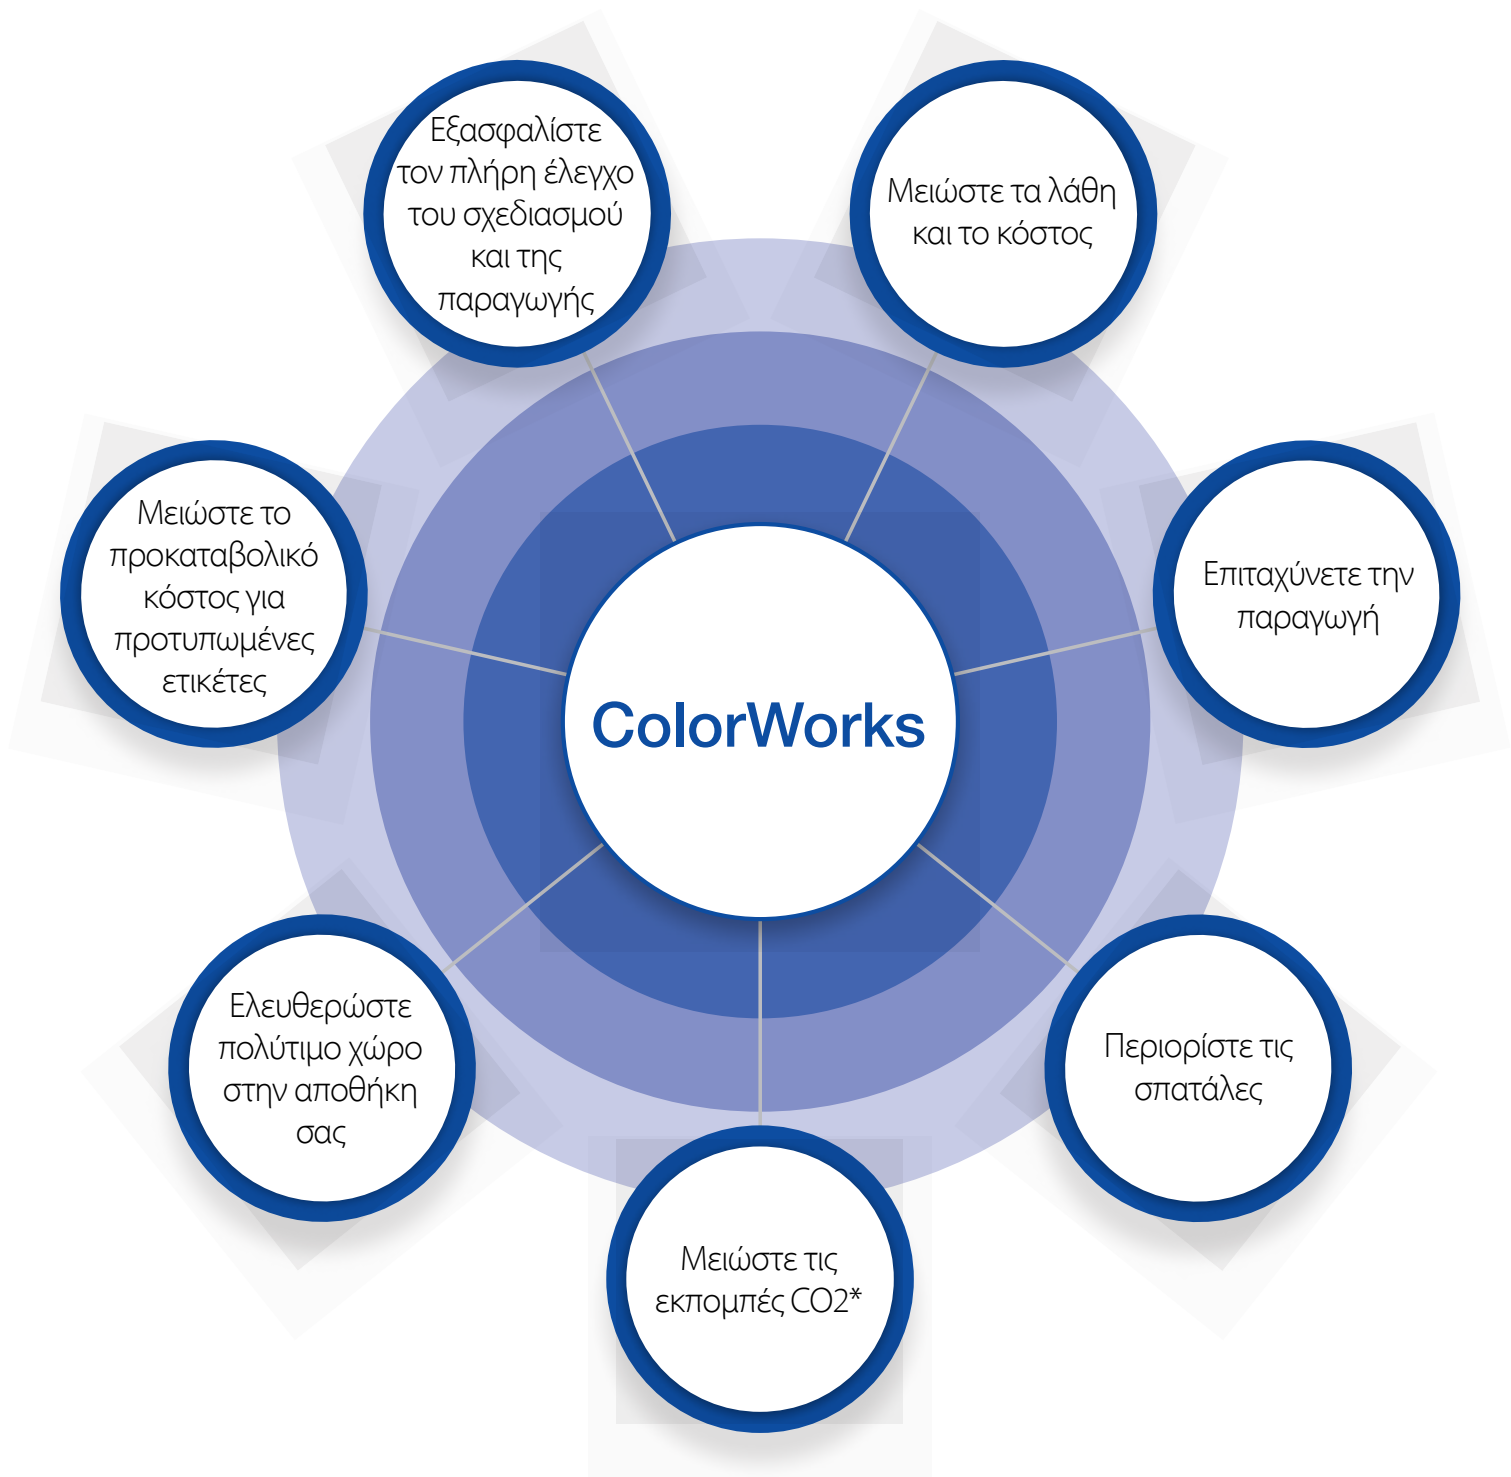 Εξασφαλίστε
τον πλήρη έλεγχο
του σχεδιασμού
και της
παραγωγής
Μειώστε τα λάθη
και το κόστος
Μειώστε το
προκαταβολικό
κόστος για
προτυπωμένες
ετικέτες
Επιταχύνετε την
παραγωγή
ColorWorks
Ελευθερώστε
πολύτιμο χώρο
στην αποθήκη
σας
Περιορίστε τις
σπατάλες
Μειώστε τις
εκπομπές CO2*